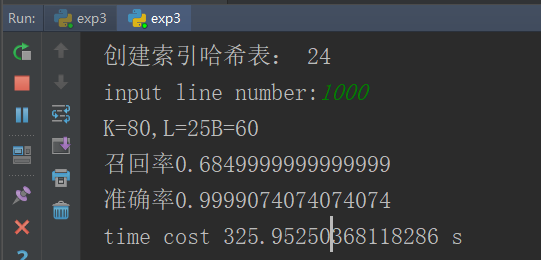 Run: exp3 exp3
创建索引哈希表： 24
input line number:1000
K=80,L=25B=60
召回率0.6849999999999999
准确率0.9999074074074074
time cost 325.95250368118286 s